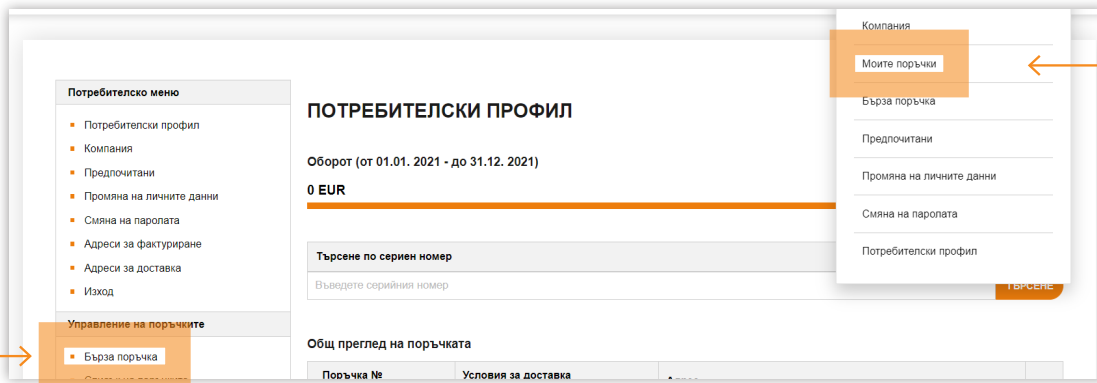 Компания
Моите поръчки
Бърза поръчка
Предпочитани
Промяна на личните данни
Смяна на паролата
Потребителски профил
Потребителско меню
Потребителски профил
Компания
Предпочитани
Промяна на личните данни
Смяна на паролата
Адреси за фактуриране
Адреси за доставка
Изход
Управление на поръчките
Бърза поръчка
ПОТРЕБИТЕЛСКИ ПРОФИЛ
Оборот (от 01.01. 2021 - до 31.12. 2021)
0 EUR
Търсене по сериен номер
Въведете серийния номер
ТЪРСЕНЕ
Общ преглед на поръчката
Поръчка № Условия за доставка